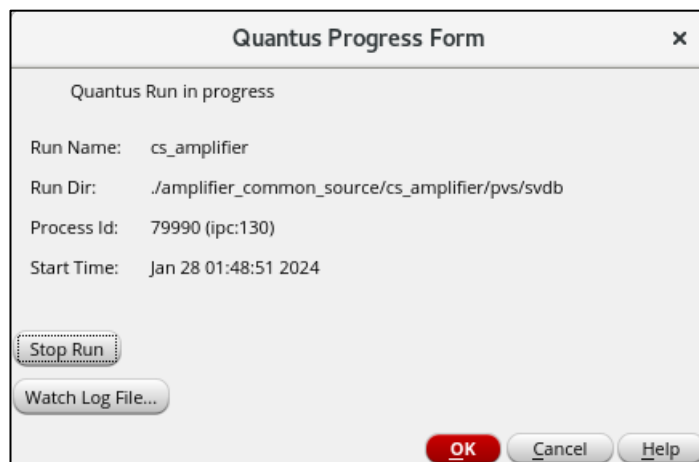 Quantus Progress Form
Quantus Run in progress
Run Name: cs_amplifier
Run Dir: ./amplifier_common_source/cs_amplifier/pvs/svdb
Process Id: 79990 (ipc:130)
Start Time: Jan 28 01:48:51 2024
Stop Run
Watch Log File...
OK Cancel Help